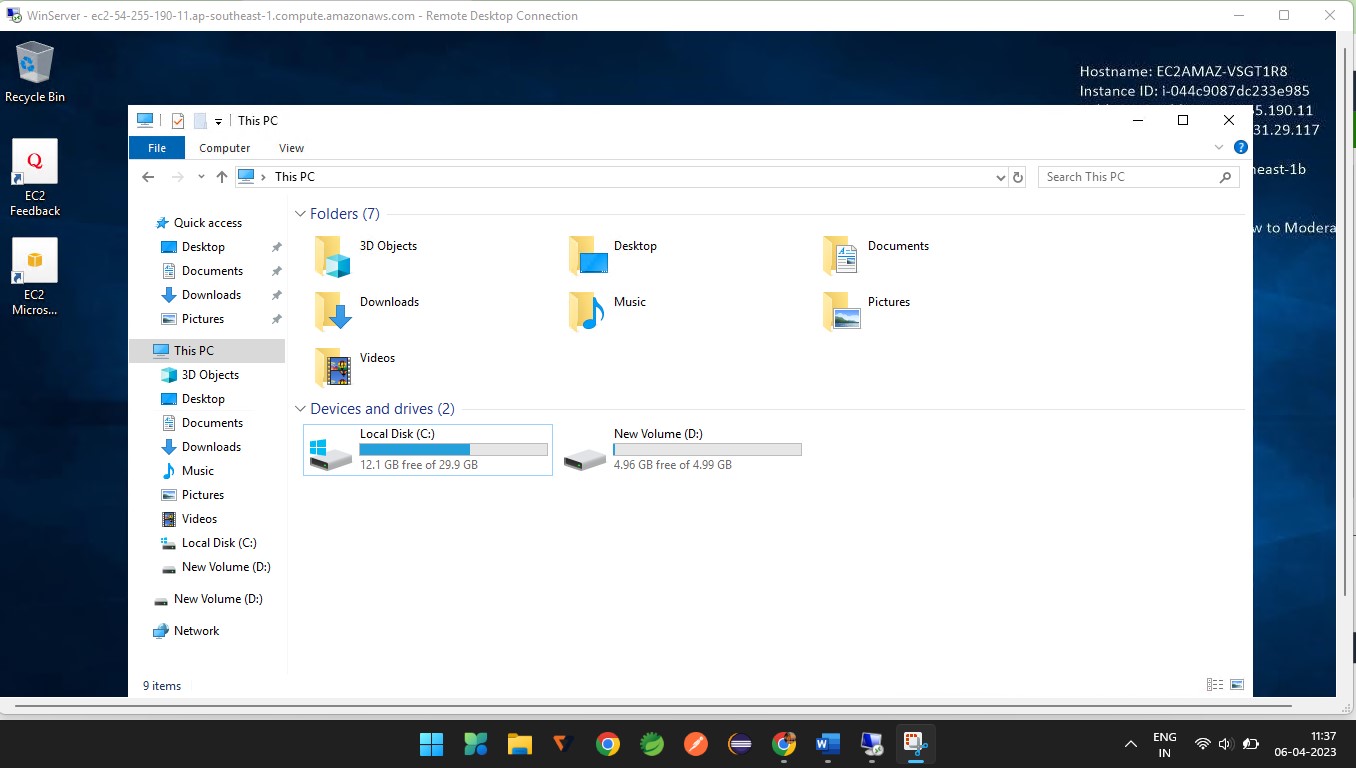 WinServer - ec2-54-255-190-11.ap-southeast-1.compute.amazonaws.com - Remote Desktop Connection
Recycle Bin
EC2
Feedback
EC2
Micros...
Hostname: EC2AMAZ-VSGT1R8
Instance ID: i-044c9087dc233e985
5.190.11
31.29.117
east-1b
w to Modera
This PC
File
Computer
View
This PC
Search This PC
Quick access
Desktop
Documents
Downloads
Pictures
This PC
3D Objects
Desktop
Documents
Downloads
Music
Pictures
Videos
Local Disk (C:)
New Volume (D:)
New Volume (D:)
Network
Folders (7)
3D Objects
Desktop
Documents
Downloads
Music
Pictures
Videos
Devices and drives (2)
Local Disk (C:)
12.1 GB free of 29.9 GB
New Volume (D:)
4.96 GB free of 4.99 GB
9 items
ENG
IN
11:37
06-04-2023